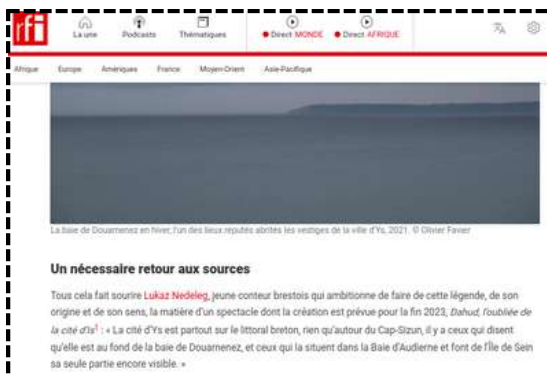 rfi
La une Podcasts Thématiques Direct MONDE Direct AFRIQUE
Afrique Europe Amériques France Moyen-Orient Asie-Pacifique
La baie de Douarnenez en hiver, l'un des lieux réputés abrités les vestiges de la ville d'Ys, 2021. © Olivier Favier
Un nécessaire retour aux sources
Tous cela fait sourire Lukaz Nedeleg, jeune conteur brestois qui ambitionne de faire de cette légende, de son
origine et de son sens, la matière d'un spectacle dont la création est prévue pour la fin 2023, Dahud, l'oubliée de
la cité d'Is¹ : « La cité d'Ys est partout sur le littoral breton, rien qu'autour du Cap-Sizun, il y a ceux qui disent
qu'elle est au fond de la baie de Douarnenez, et ceux qui la situent dans la Baie d'Audierne et font de l'Île de Sein
sa seule partie encore visible. »